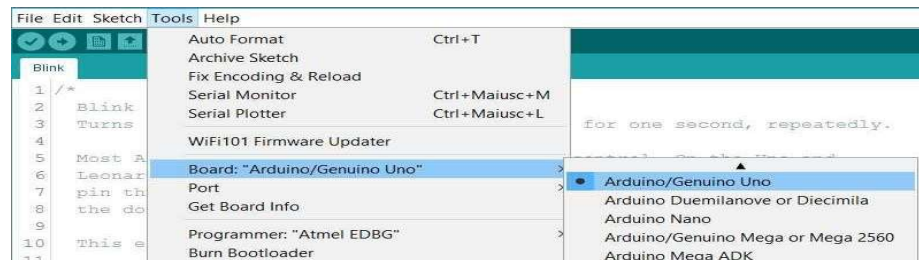 File Edit Sketch Tools Help
Blink
Auto Format Ctrl+T
Archive Sketch
Fix Encoding & Reload
Serial Monitor Ctrl+Maiusc+M
Serial Plotter Ctrl+Maiusc+L
WiFi101 Firmware Updater
Board: "Arduino/Genuino Uno"
Port
Get Board Info
Programmer: "Atmel EDBG"
Burn Bootloader
Arduino/Genuino Uno
Arduino Duemilanove or Diecimila
Arduino Nano
Arduino/Genuino Mega or Mega 2560
Arduino Mega ADK
1 /*
2 Blink
3 Turns for one second, repeatedly.
4
5 Most A
6 Leonar
7 pin th
8 the do
9
10 This e
11